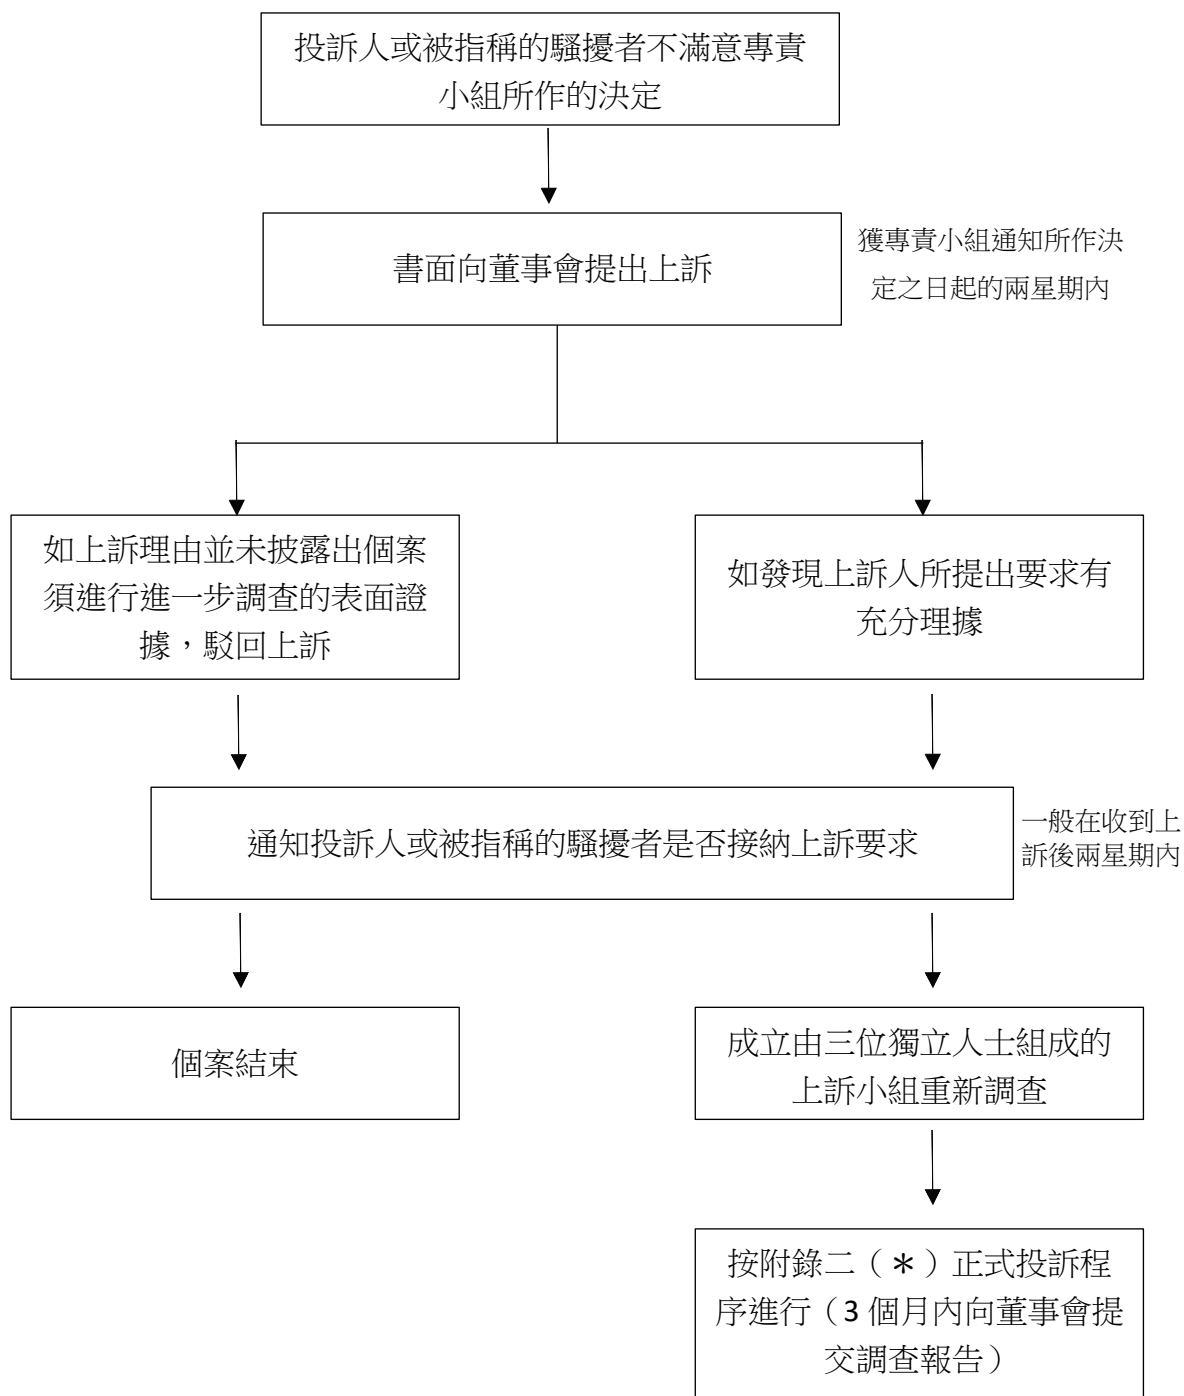 投訴人或被指稱的騷擾者不滿意專責
小組所作的決定
書面向董事會提出上訴
獲專責小組通知所作決
定之日起的兩星期內
如上訴理由並未披露出個案
須進行進一步調查的表面證
據，駁回上訴
如發現上訴人所提出要求有
充分理據
通知投訴人或被指稱的騷擾者是否接納上訴要求
一般在收到上
訴後兩星期內
個案結束
成立由三位獨立人士組成的
上訴小組重新調查
按附錄二（＊）正式投訴程
序進行（3 個月內向董事會提
交調查報告）